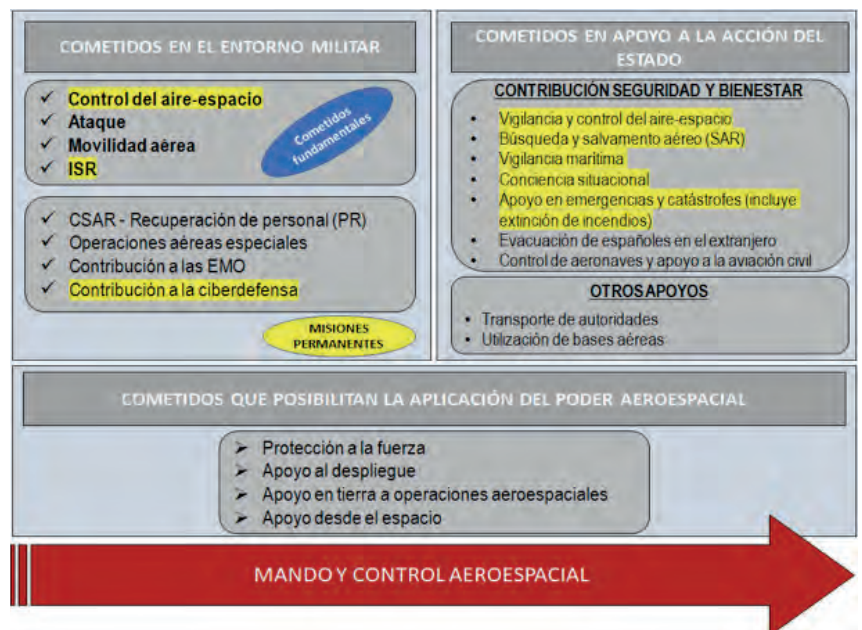 COMETIDOS EN EL ENTORNO MILITAR
✓ Control del aire-espacio
✓ Ataque
✓ Movilidad aérea
✓ ISR
Cometidos
fundamentales
✓ CSAR - Recuperación de personal (PR)
✓ Operaciones aéreas especiales
✓ Contribución a las EMO
✓ Contribución a la ciberdefensa
MISIONES
PERMANENTES
COMETIDOS EN APOYO A LA ACCIÓN DEL
ESTADO
CONTRIBUCIÓN SEGURIDAD Y BIENESTAR
• Vigilancia y control del aire-espacio
• Búsqueda y salvamento aéreo (SAR)
• Vigilancia marítima
• Conciencia situacional
• Apoyo en emergencias y catástrofes (incluye
extinción de incendios)
• Evacuación de españoles en el extranjero
• Control de aeronaves y apoyo a la aviación civil
OTROS APOYOS
• Transporte de autoridades
• Utilización de bases aéreas
COMETIDOS QUE POSIBILITAN LA APLICACIÓN DEL PODER AEROESPACIAL
➢ Protección a la fuerza
➢ Apoyo al despliegue
➢ Apoyo en tierra a operaciones aeroespaciales
➢ Apoyo desde el espacio
MANDO Y CONTROL AEROESPACIAL